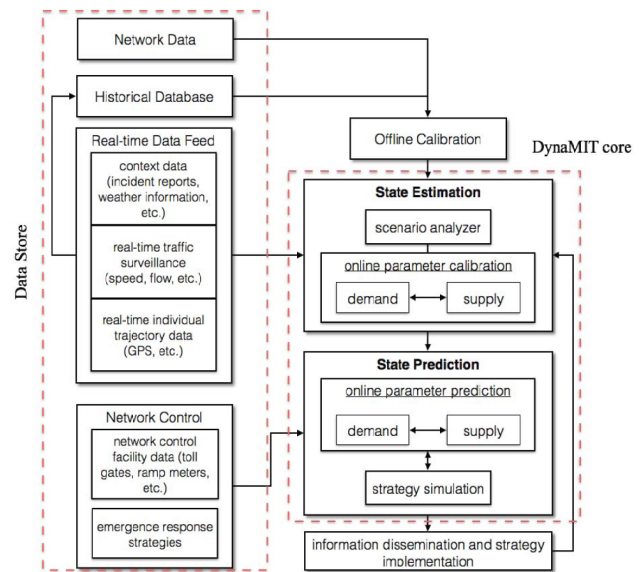 Network Data
Historical Database
Real-time Data Feed
context data
(incident reports,
weather information,
etc.)
real-time traffic
surveillance
(speed, flow, etc.)
real-time individual
trajectory data
(GPS, etc.)
Network Control
network control
facility data (toll
gates, ramp meters,
etc.)
emergence response
strategies
Data Store
Offline Calibration
DynaMIT core
State Estimation
scenario analyzer
online parameter calibration
demand
supply
State Prediction
online parameter prediction
demand
supply
strategy simulation
information dissemination and strategy
implementation